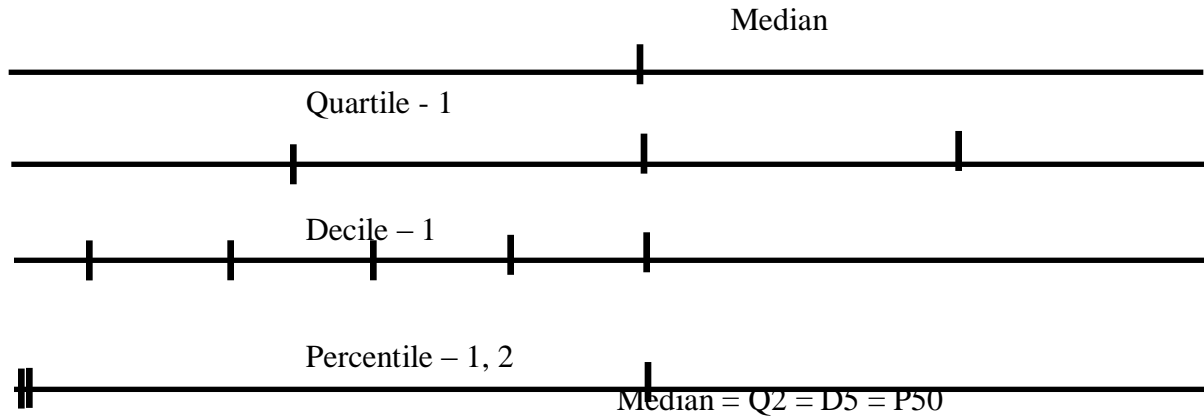 Median
Quartile - 1
Decile – 1
Percentile – 1, 2
Median = Q2 = D5 = P50